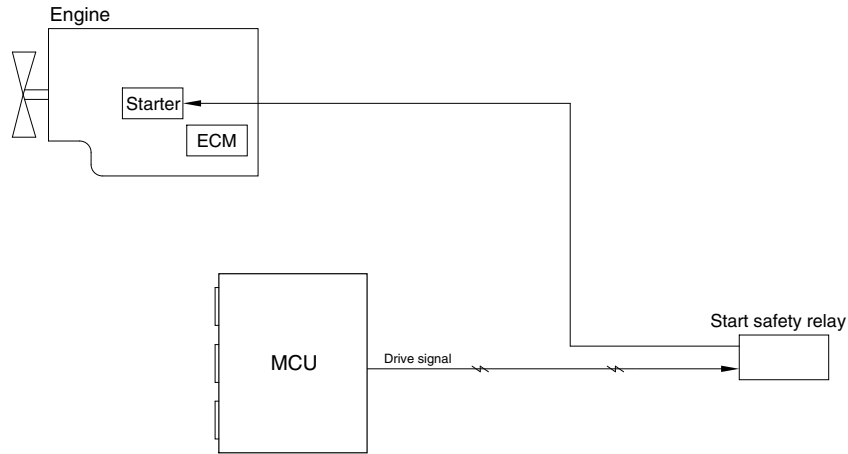 Engine
Starter
ECM
Start safety relay
MCU
Drive signal